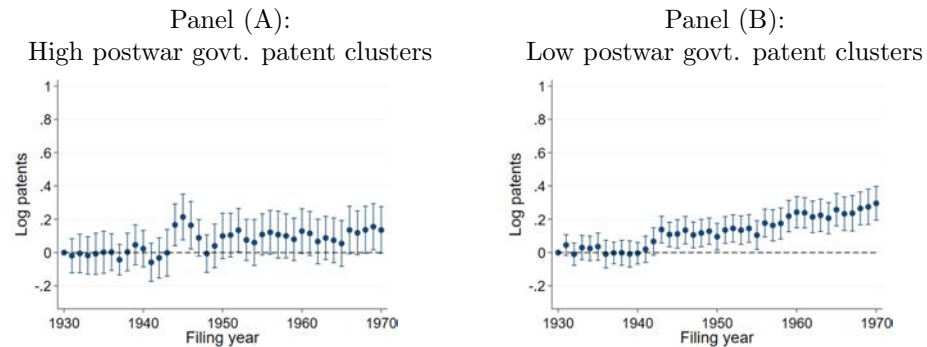 Panel (A):
High postwar govt. patent clusters
1
.8
.6
.4
.2
0
-.2
Log patents
1930 1940 1950 1960 1970
Filing year
Panel (B):
Low postwar govt. patent clusters
1
.8
.6
.4
.2
0
-.2
Log patents
1930 1940 1950 1960 1970
Filing year